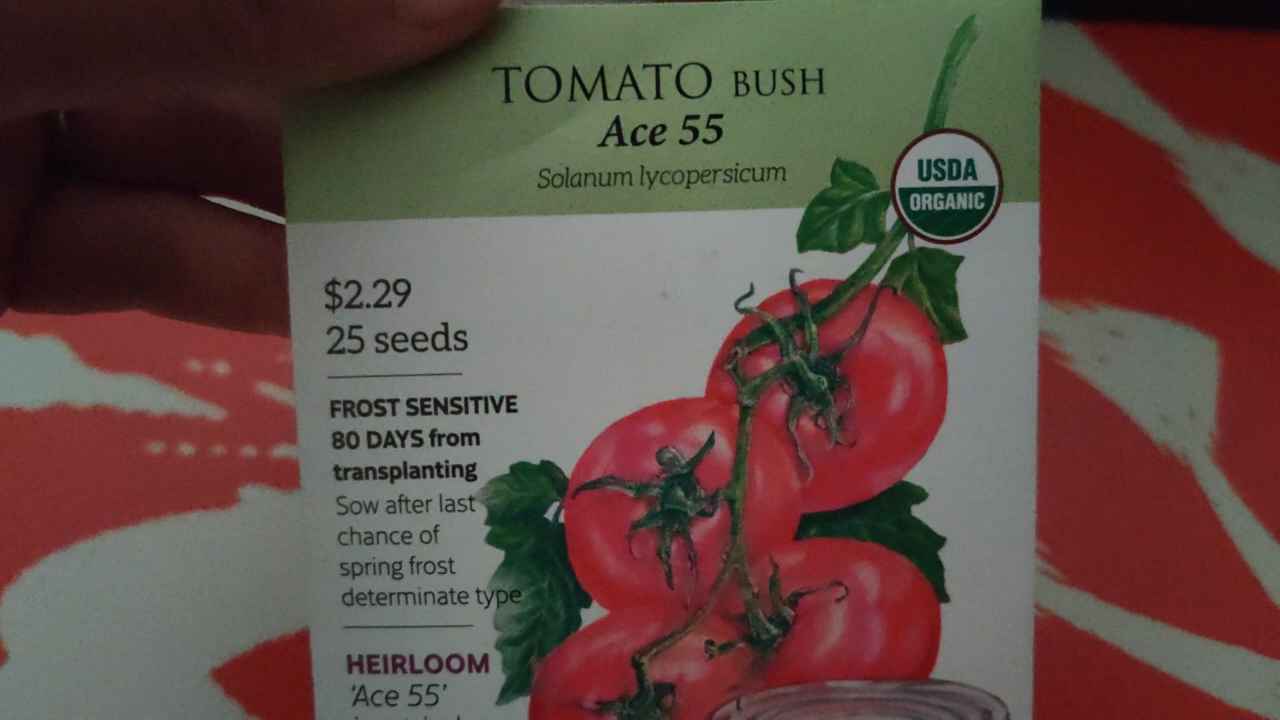 TOMATO BUSH
Ace 55
Solanum lycopersicum
USDA
ORGANIC
$2.29
25 seeds
FROST SENSITIVE
80 DAYS from
transplanting
Sow after last
chance of
spring frost
determinate type
HEIRLOOM
'Ace 55'